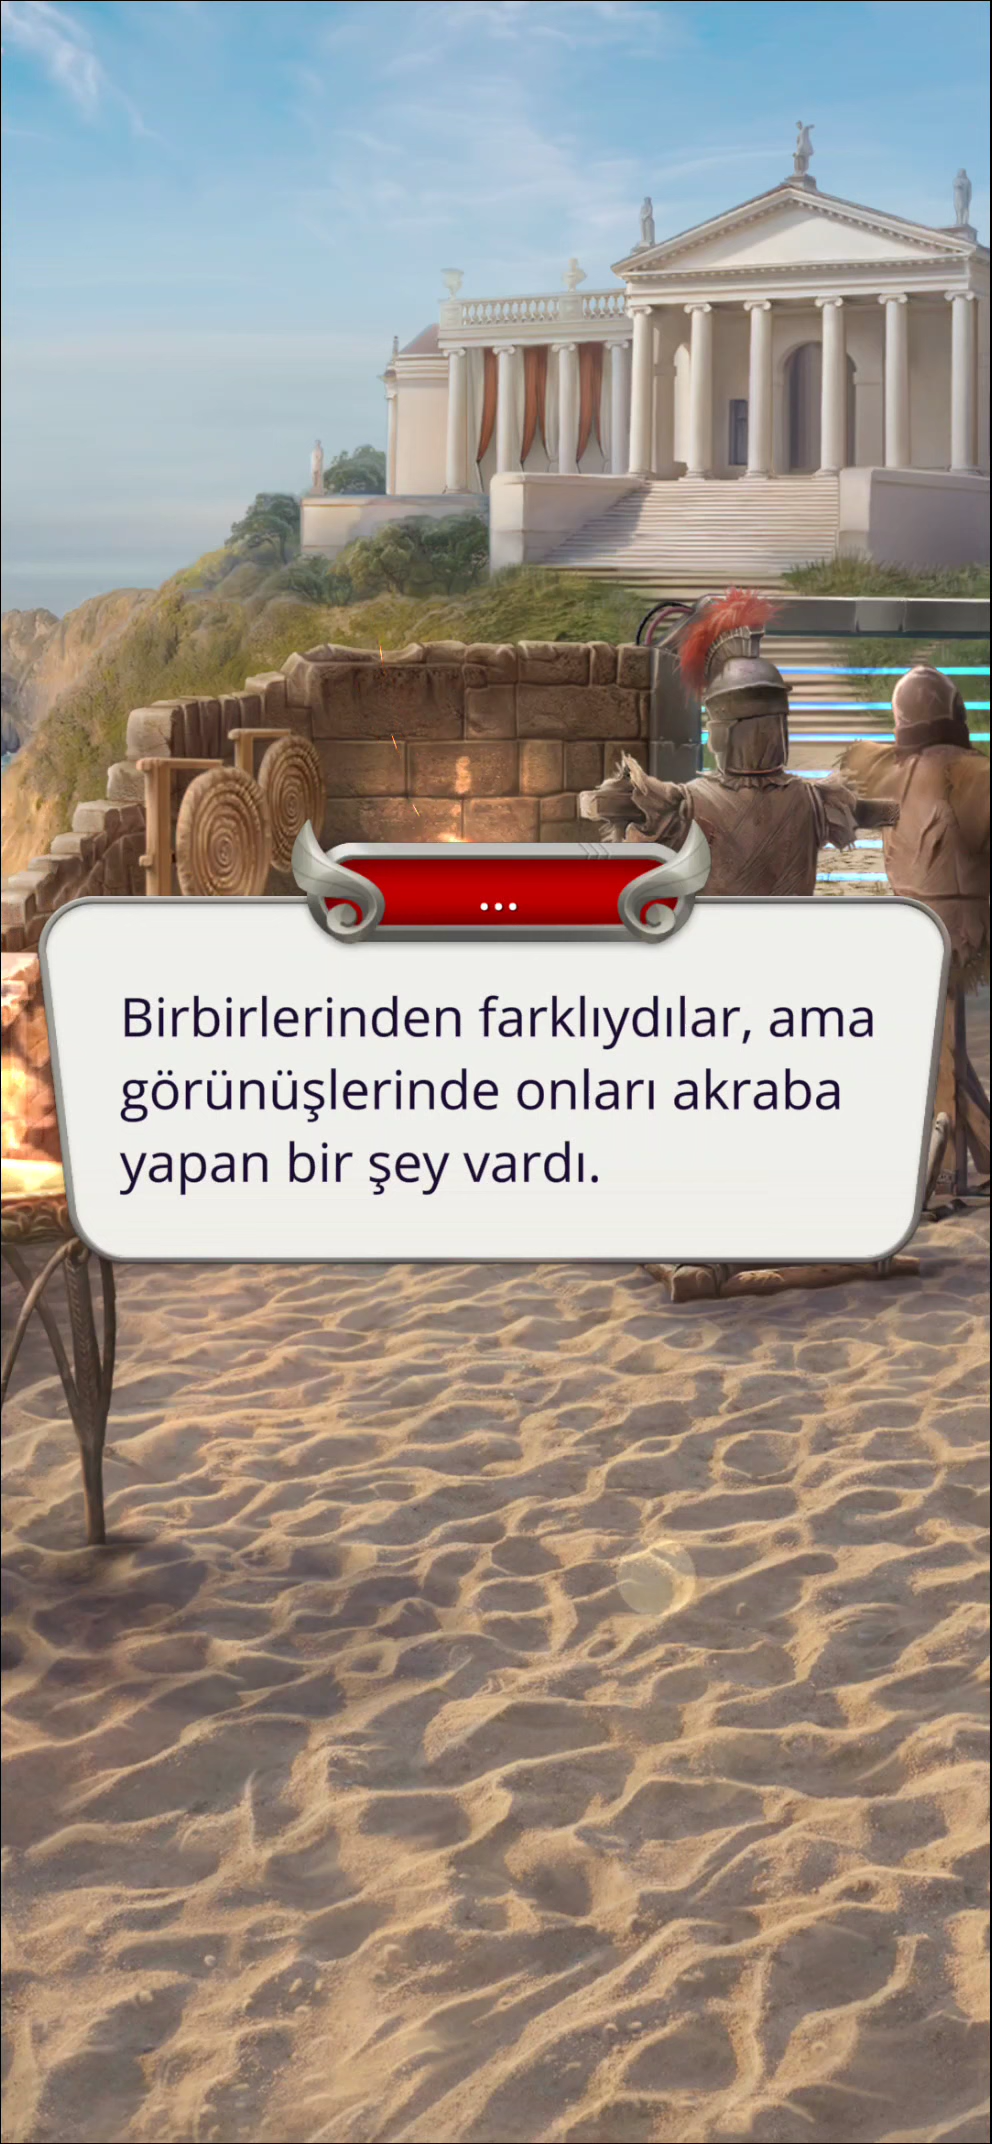 ...
Birbirlerinden farklıydılar, ama
görünüşlerinde onları akraba
yapan bir şey vardı.